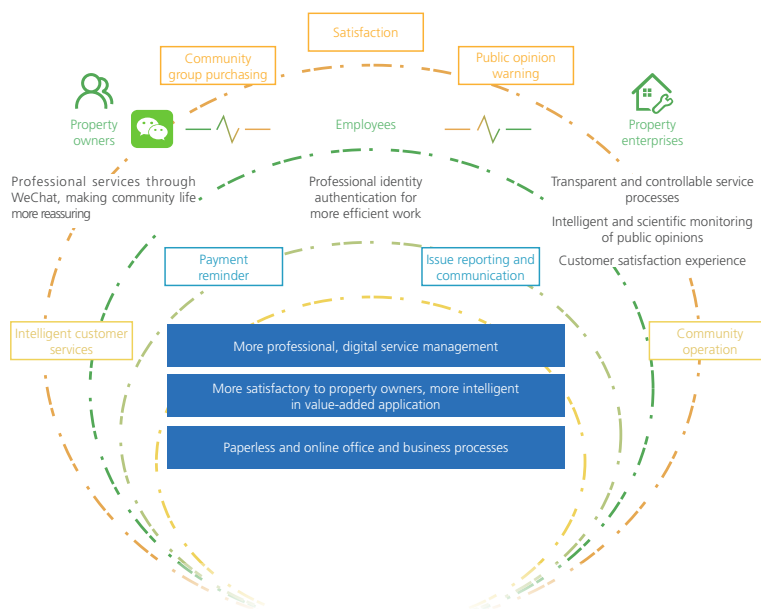 Satisfaction
Community
group purchasing
Public opinion
warning
Property
owners
Employees
Property
enterprises
Professional services through
WeChat, making community life
more reassuring
Professional identity
authentication for
more efficient work
Transparent and controllable service
processes
Intelligent and scientific monitoring
of public opinions
Customer satisfaction experience
Payment
reminder
Issue reporting and
communication
Intelligent customer
services
Community
operation
More professional, digital service management
More satisfactory to property owners, more intelligent
in value-added application
Paperless and online office and business processes